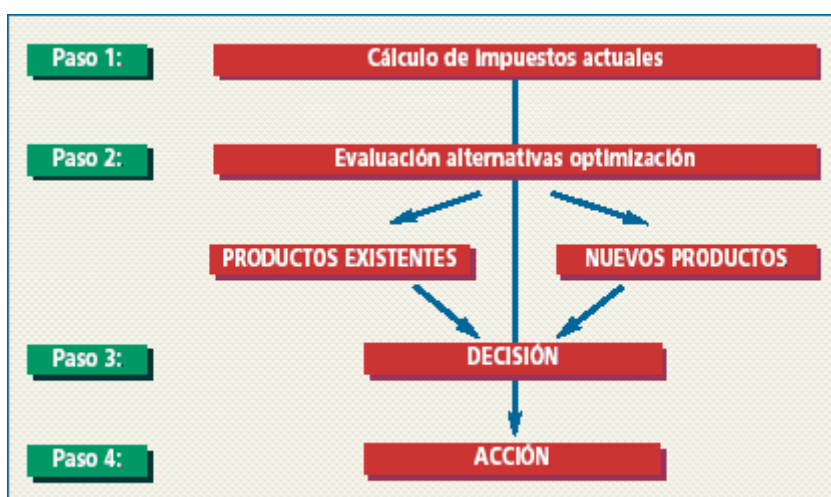 Paso 1:
Cálculo de impuestos actuales
Paso 2:
Evaluación alternativas optimización
PRODUCTOS EXISTENTES
NUEVOS PRODUCTOS
Paso 3:
DECISIÓN
Paso 4:
ACCIÓN